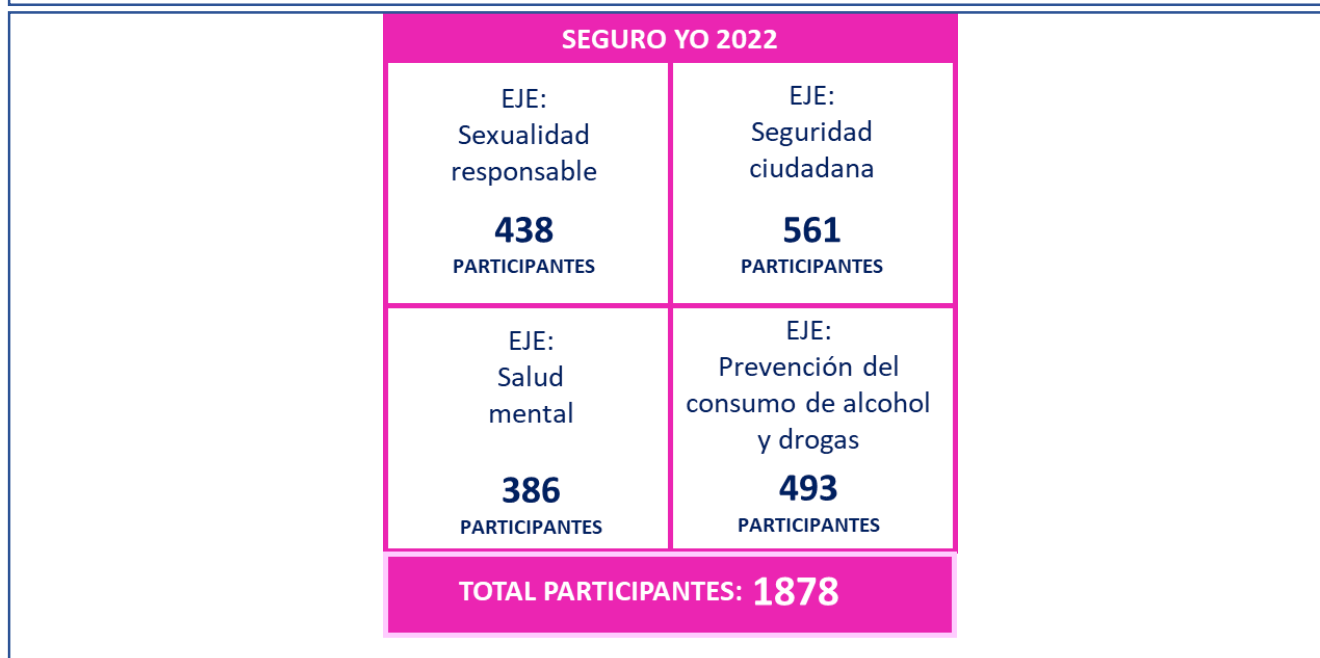 SEGURO YO 2022
EJE:
Sexualidad
responsable
438
PARTICIPANTES
EJE:
Seguridad
ciudadana
561
PARTICIPANTES
EJE:
Salud
mental
386
PARTICIPANTES
EJE:
Prevención del
consumo de alcohol
y drogas
493
PARTICIPANTES
TOTAL PARTICIPANTES: 1878